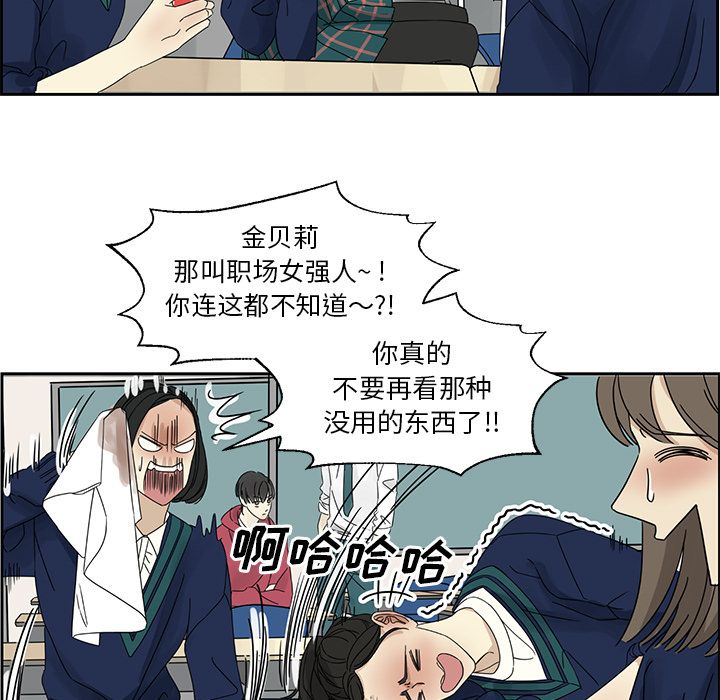 金贝莉
那叫职场女强人~!
你连这都不知道~?!
你真的
不要再看那种
没用的东西了!!
啊哈哈哈